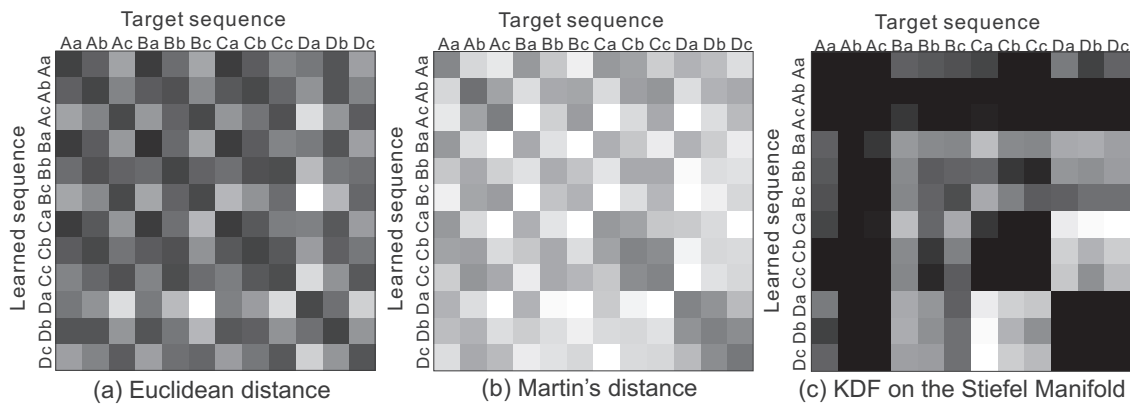 Target sequence
Aa Ab Ac Ba Bb Bc Ca Cb Cc Da Db Dc
Learned sequence
Aa
Ab
Ac
Ba
Bb
Bc
Ca
Cb
Cc
Da
Db
Dc
(a) Euclidean distance
Target sequence
Aa Ab Ac Ba Bb Bc Ca Cb Cc Da Db Dc
Learned sequence
Aa
Ab
Ac
Ba
Bb
Bc
Ca
Cb
Cc
Da
Db
Dc
(b) Martin's distance
Target sequence
Aa Ab Ac Ba Bb Bc Ca Cb Cc Da Db Dc
Learned sequence
Aa
Ab
Ac
Ba
Bb
Bc
Ca
Cb
Cc
Da
Db
Dc
(c) KDF on the Stiefel Manifold